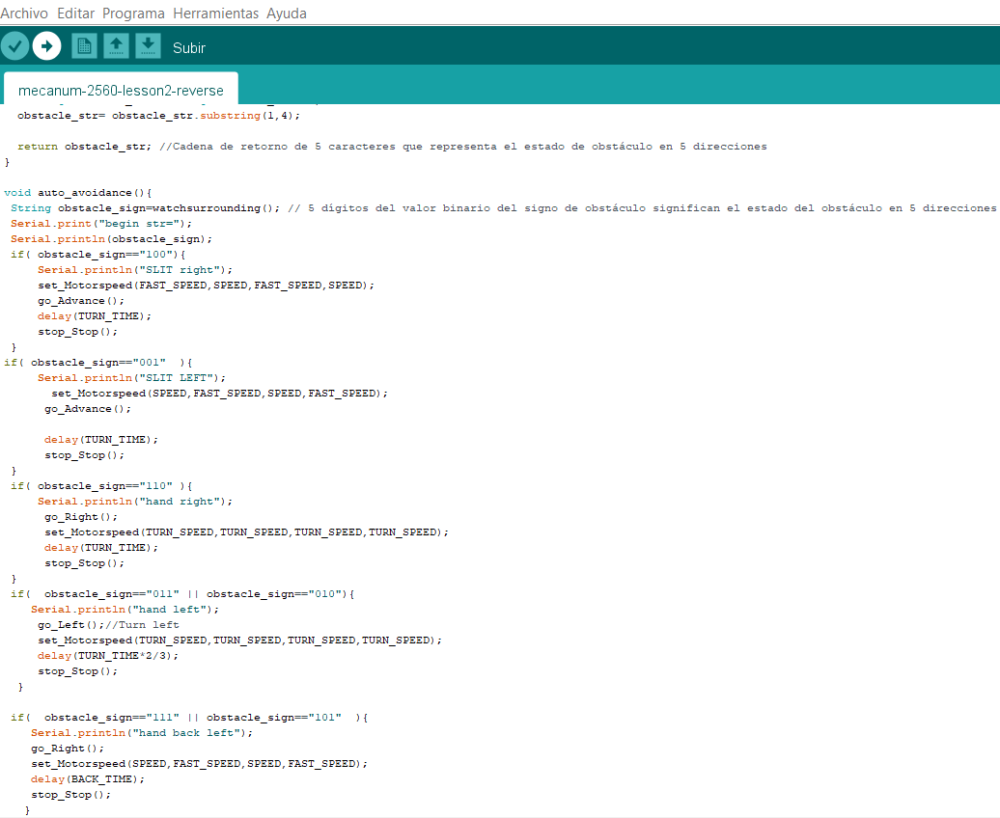 Archivo Editar Programa Herramientas Ayuda
Subir
mecanum-2560-lesson2-reverse
obstacle_str= obstacle_str.substring(1,4);
return obstacle_str; //Cadena de retorno de 5 caracteres que representa el estado de obstáculo en 5 direcciones
}
void auto_avoidance(){
String obstacle_sign=watchsurrounding(); // 5 dígitos del valor binario del signo de obstáculo significan el estado del obstáculo en 5 direcciones
Serial.print("begin str=");
Serial.println(obstacle_sign);
if( obstacle_sign=="100"){
Serial.println("SLIT right");
set_Motorspeed(FAST_SPEED,SPEED,FAST_SPEED,SPEED);
go_Advance();
delay(TURN_TIME);
stop_Stop();
}
if( obstacle_sign=="001"  ){
Serial.println("SLIT LEFT");
set_Motorspeed(SPEED,FAST_SPEED,SPEED,FAST_SPEED);
go_Advance();
delay(TURN_TIME);
stop_Stop();
}
if( obstacle_sign=="110" ){
Serial.println("hand right");
go_Right();
set_Motorspeed(TURN_SPEED,TURN_SPEED,TURN_SPEED,TURN_SPEED);
delay(TURN_TIME);
stop_Stop();
}
if(  obstacle_sign=="011" || obstacle_sign=="010"){
Serial.println("hand left");
go_Left();//Turn left
set_Motorspeed(TURN_SPEED,TURN_SPEED,TURN_SPEED,TURN_SPEED);
delay(TURN_TIME*2/3);
stop_Stop();
}
if(  obstacle_sign=="111" || obstacle_sign=="101"  ){
Serial.println("hand back left");
go_Right();
set_Motorspeed(SPEED,FAST_SPEED,SPEED,FAST_SPEED);
delay(BACK_TIME);
stop_Stop();
}